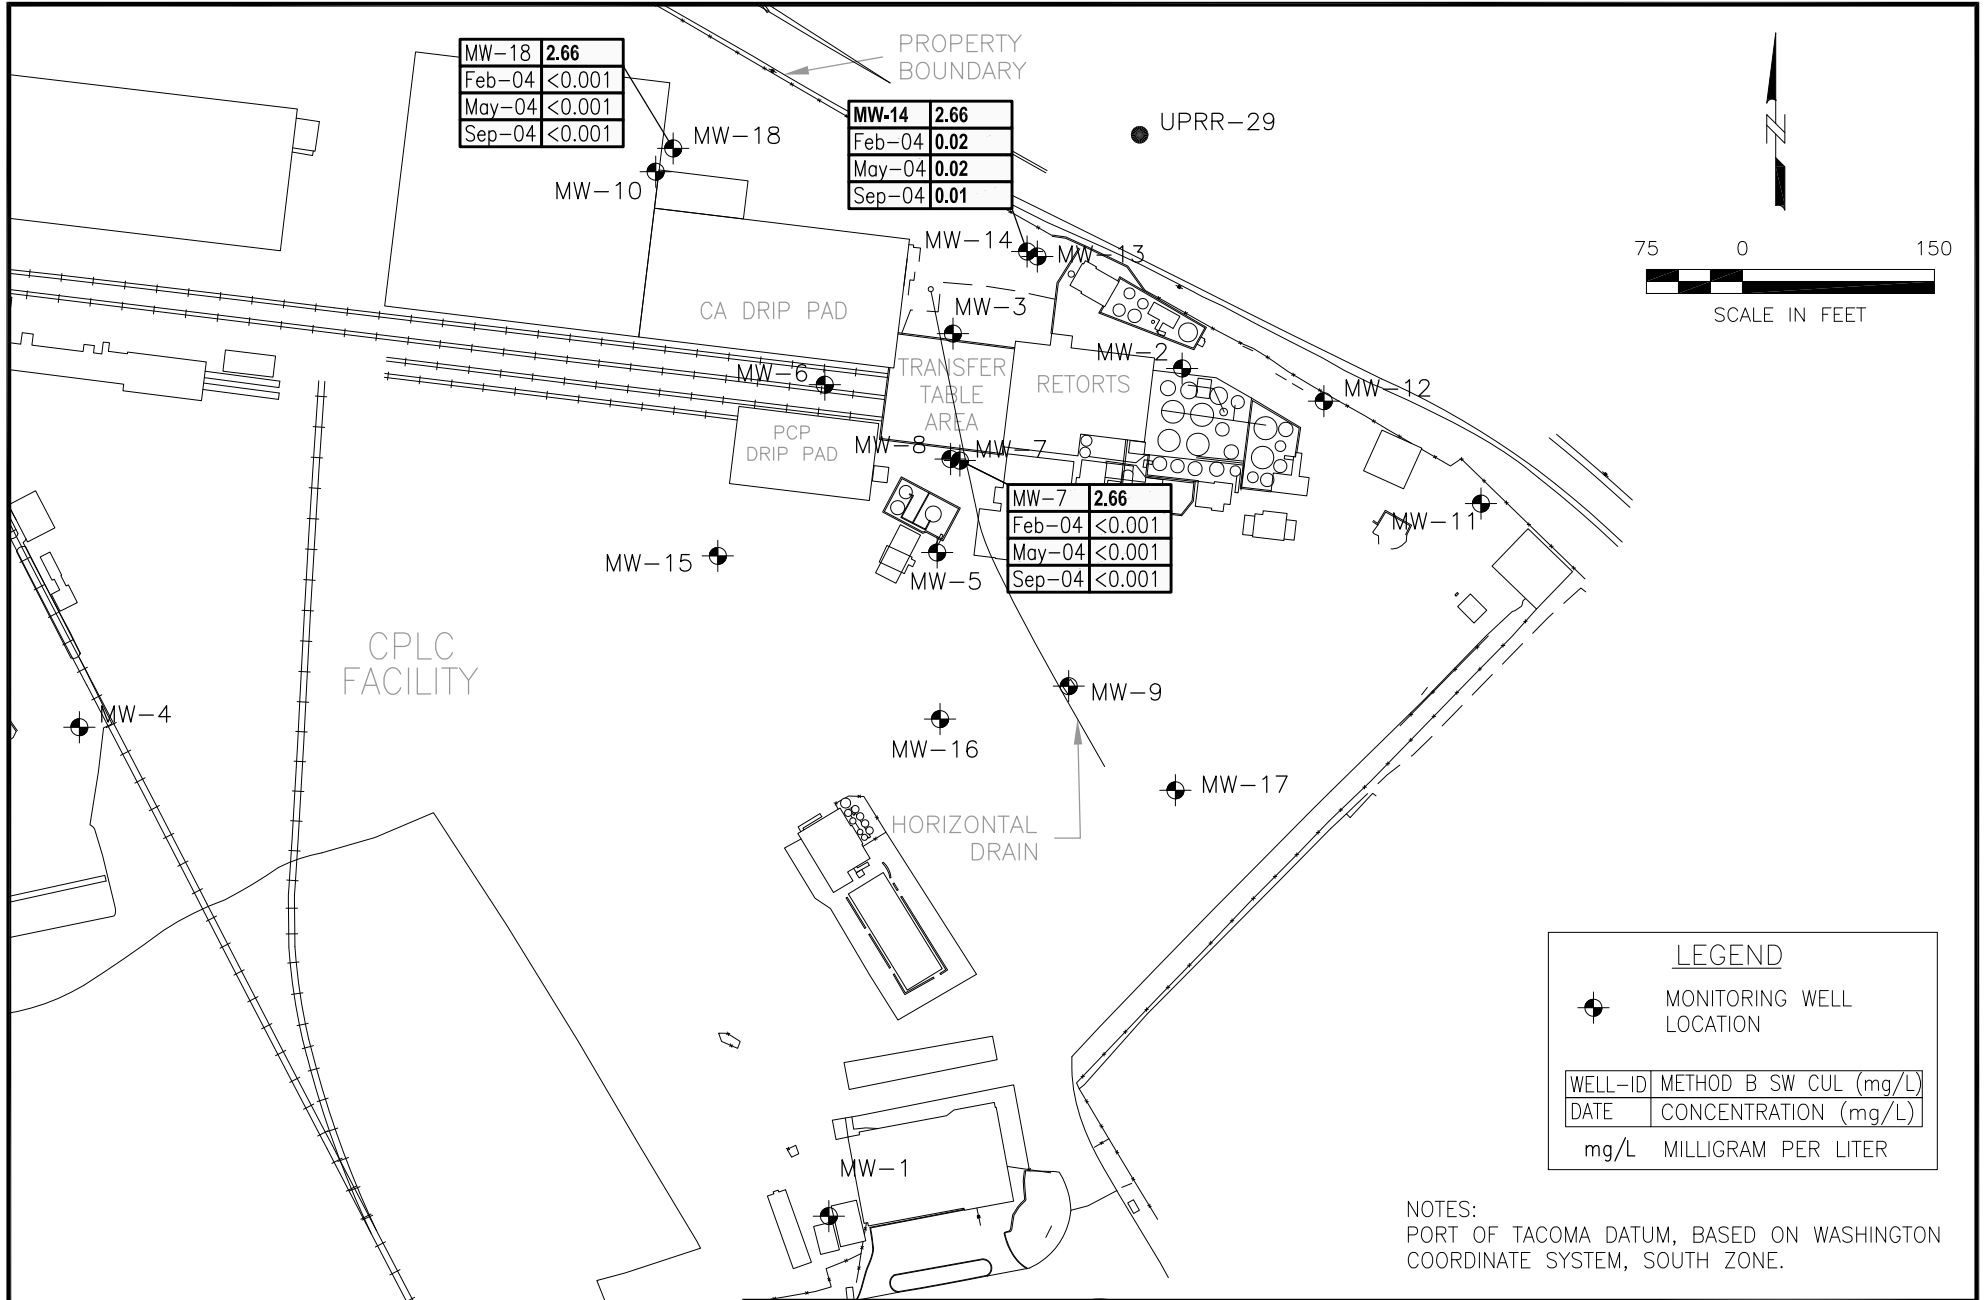 PROPERTY
BOUNDARY
MW-18 2.66
Feb-04 <0.001
May-04 <0.001
Sep-04 <0.001
MW-18
MW-10
MW-14 2.66
Feb-04 0.02
May-04 0.02
Sep-04 0.01
UPRR-29
N
75 0 150
SCALE IN FEET
MW-14
MW-13
MW-3
CA DRIP PAD
MW-2
MW-6
TRANSFER
TABLE
AREA
RETORTS
MW-12
PCP
DRIP PAD
MW-8
MW-7
MW-7 2.66
Feb-04 <0.001
May-04 <0.001
Sep-04 <0.001
MW-11
MW-15
MW-5
CPLC
FACILITY
MW-4
MW-9
MW-16
MW-17
HORIZONTAL
DRAIN
MW-1
LEGEND
MONITORING WELL
LOCATION
WELL-ID METHOD B SW CUL (mg/L)
DATE CONCENTRATION (mg/L)
mg/L MILLIGRAM PER LITER
NOTES:
PORT OF TACOMA DATUM, BASED ON WASHINGTON
COORDINATE SYSTEM, SOUTH ZONE.